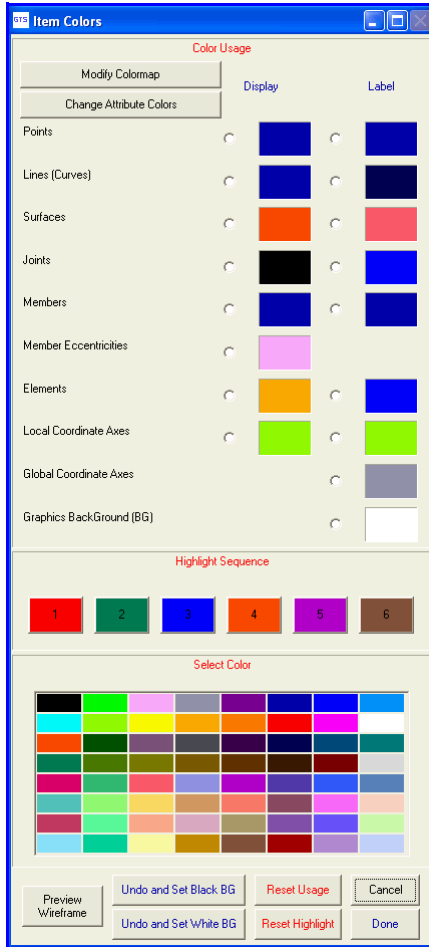 GTS Item Colors
Color Usage
Modify Colormap
Change Attribute Colors
Display Label
Points
Lines (Curves)
Surfaces
Joints
Members
Member Eccentricities
Elements
Local Coordinate Axes
Global Coordinate Axes
Graphics BackGround (BG)
Highlight Sequence
1 2 3 4 5 6
Select Color
Preview
Wireframe
Undo and Set Black BG Reset Usage Cancel
Undo and Set White BG Reset Highlight Done